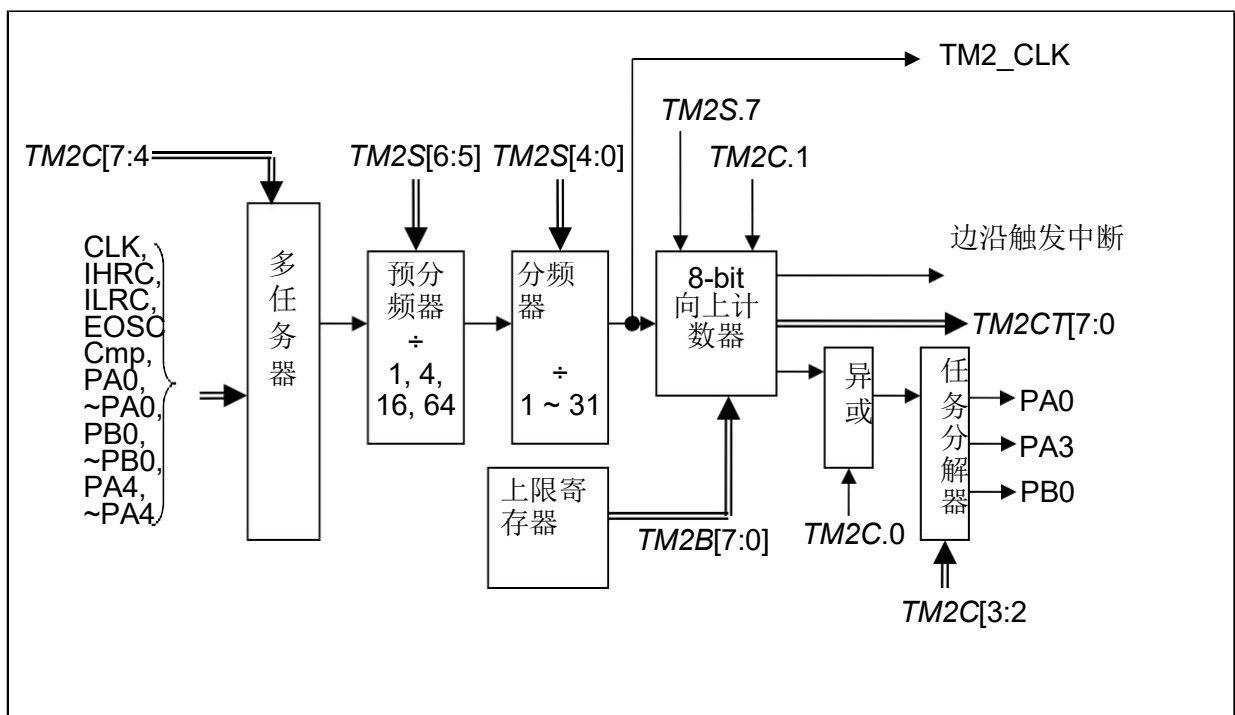 TM2_CLK
TM2S.7
TM2C[7:4
TM2S[6:5]
TM2S[4:0]
TM2C.1
CLK,
IHRC,
ILRC,
EOSC
Cmp,
PA0,
~PA0,
PB0,
~PB0,
PA4,
~PA4
多
任
务
器
预分
频器
÷
1, 4,
16, 64
分频
器
÷
1 ~ 31
8-bit
向上计
数器
边沿触发中断
TM2CT[7:0
异
或
任
务
分
解
器
PA0
PA3
PB0
上限寄
存器
TM2B[7:0]
TM2C.0
TM2C[3:2